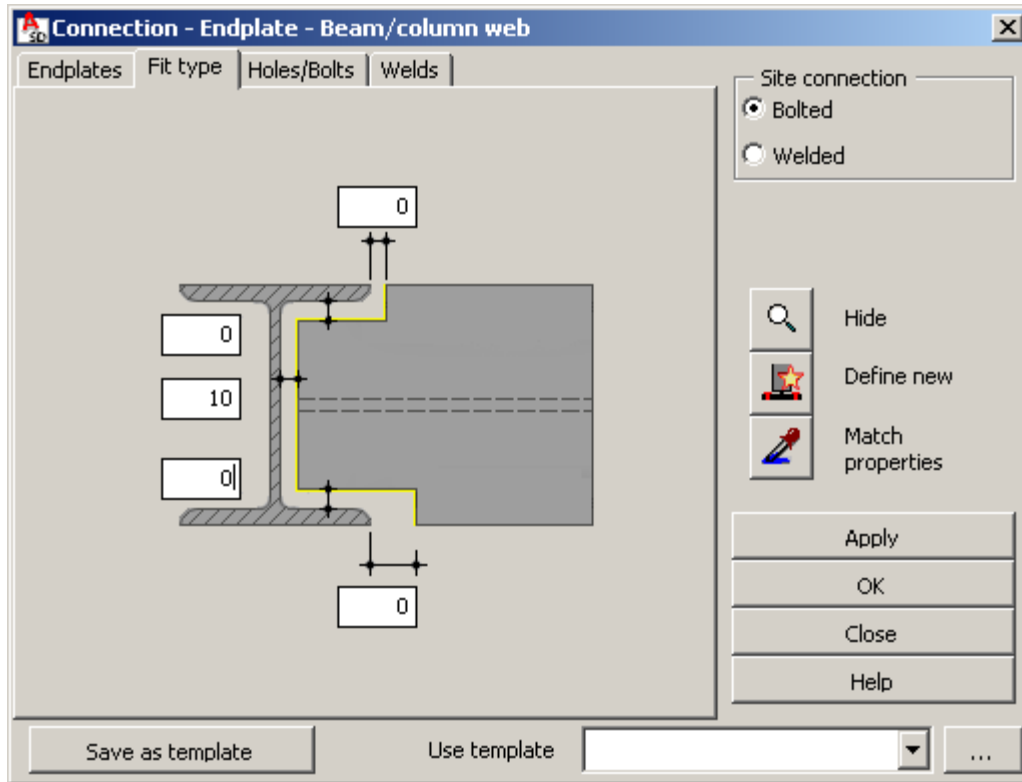 SD
Connection - Endplate - Beam/column web
Endplates
Fit type
Holes/Bolts
Welds
Site connection
Bolted
Welded
0
0
10
0
0
Hide
Define new
Match
properties
Apply
OK
Close
Help
Save as template
Use template
...